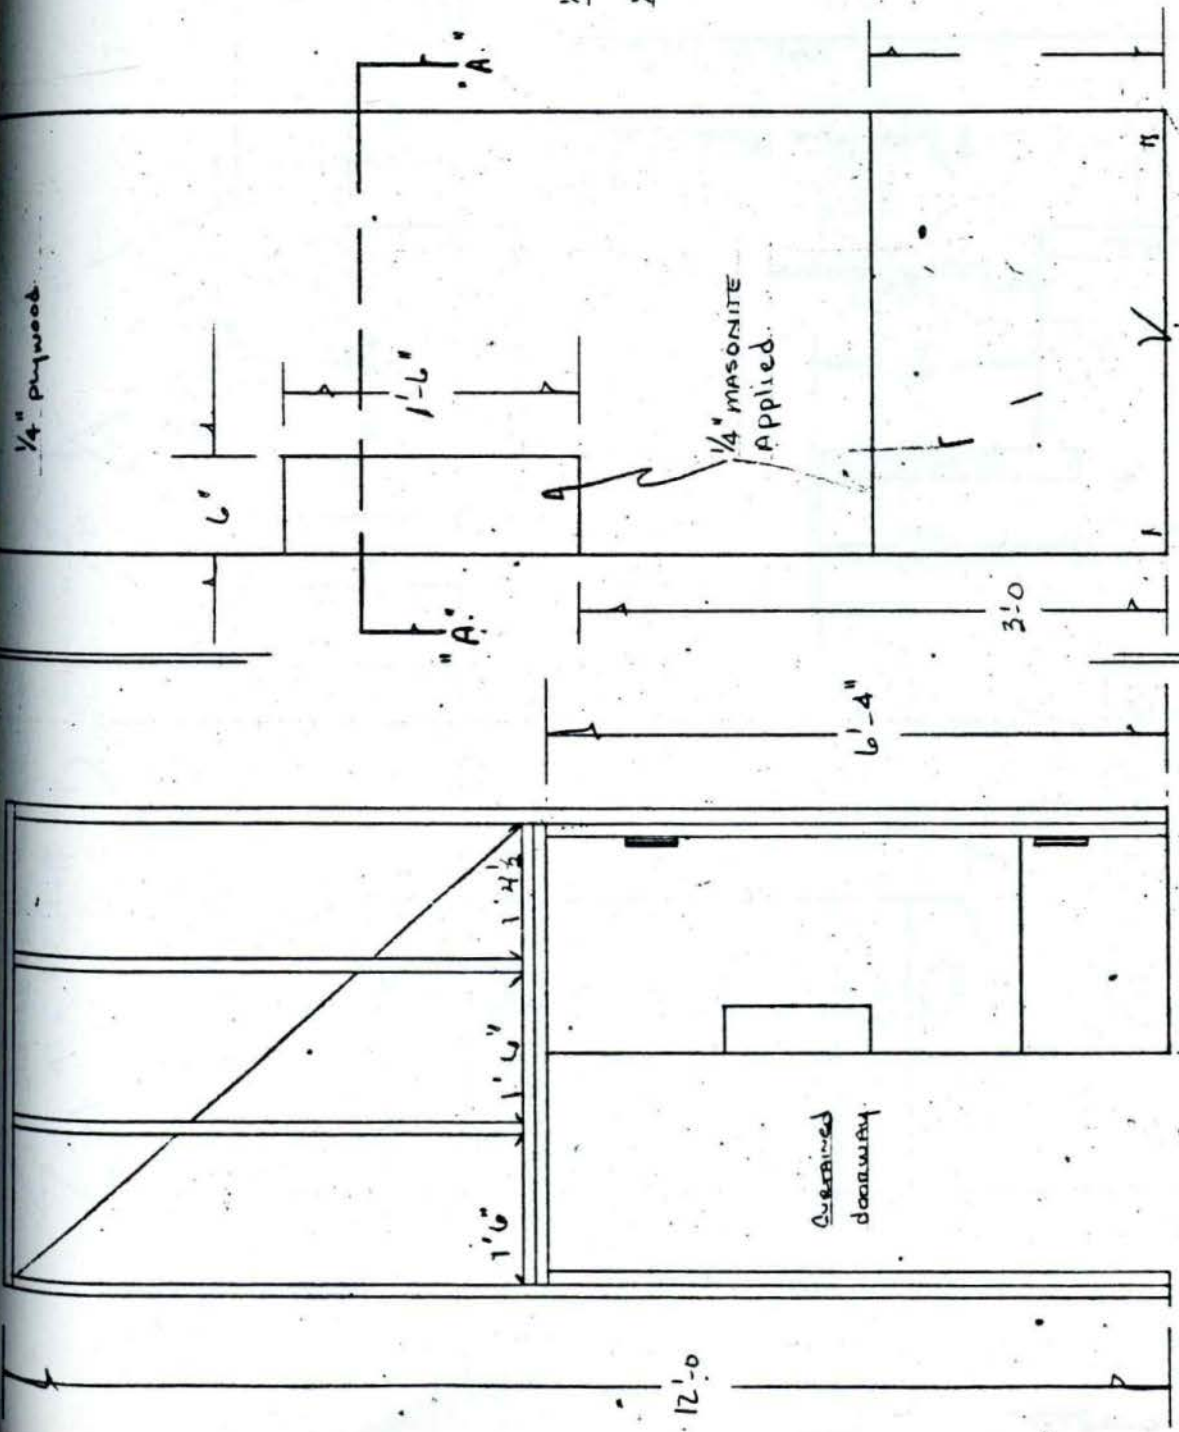 1/4" plywood.
"A."
6"
1'-6"
1/4" MASONITE
Applied.
"A."
3'-0
6'-4"
1'6"
1'6"
1'4½
CURTAINED
doorway
12'-0